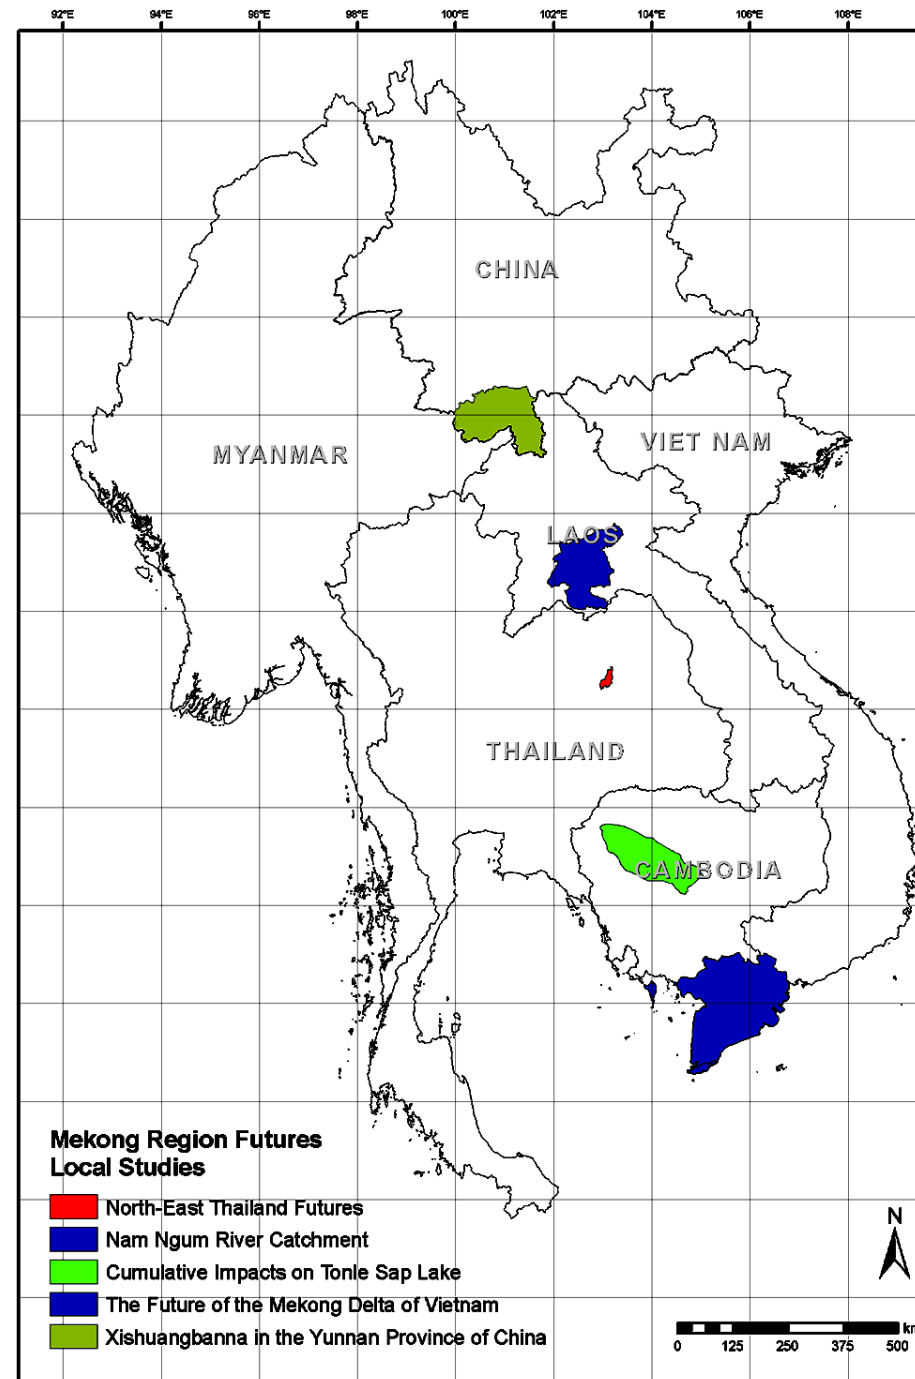 92°E 94°E 96°E 98°E 100°E 102°E 104°E 106°E 108°E
CHINA
MYANMAR
VIET NAM
LAOS
THAILAND
CAMBODIA
Mekong Region Futures
Local Studies
North-East Thailand Futures
Nam Ngum River Catchment
Cumulative Impacts on Tonle Sap Lake
The Future of the Mekong Delta of Vietnam
Xishuangbanna in the Yunnan Province of China
N
km
0 125 250 375 500